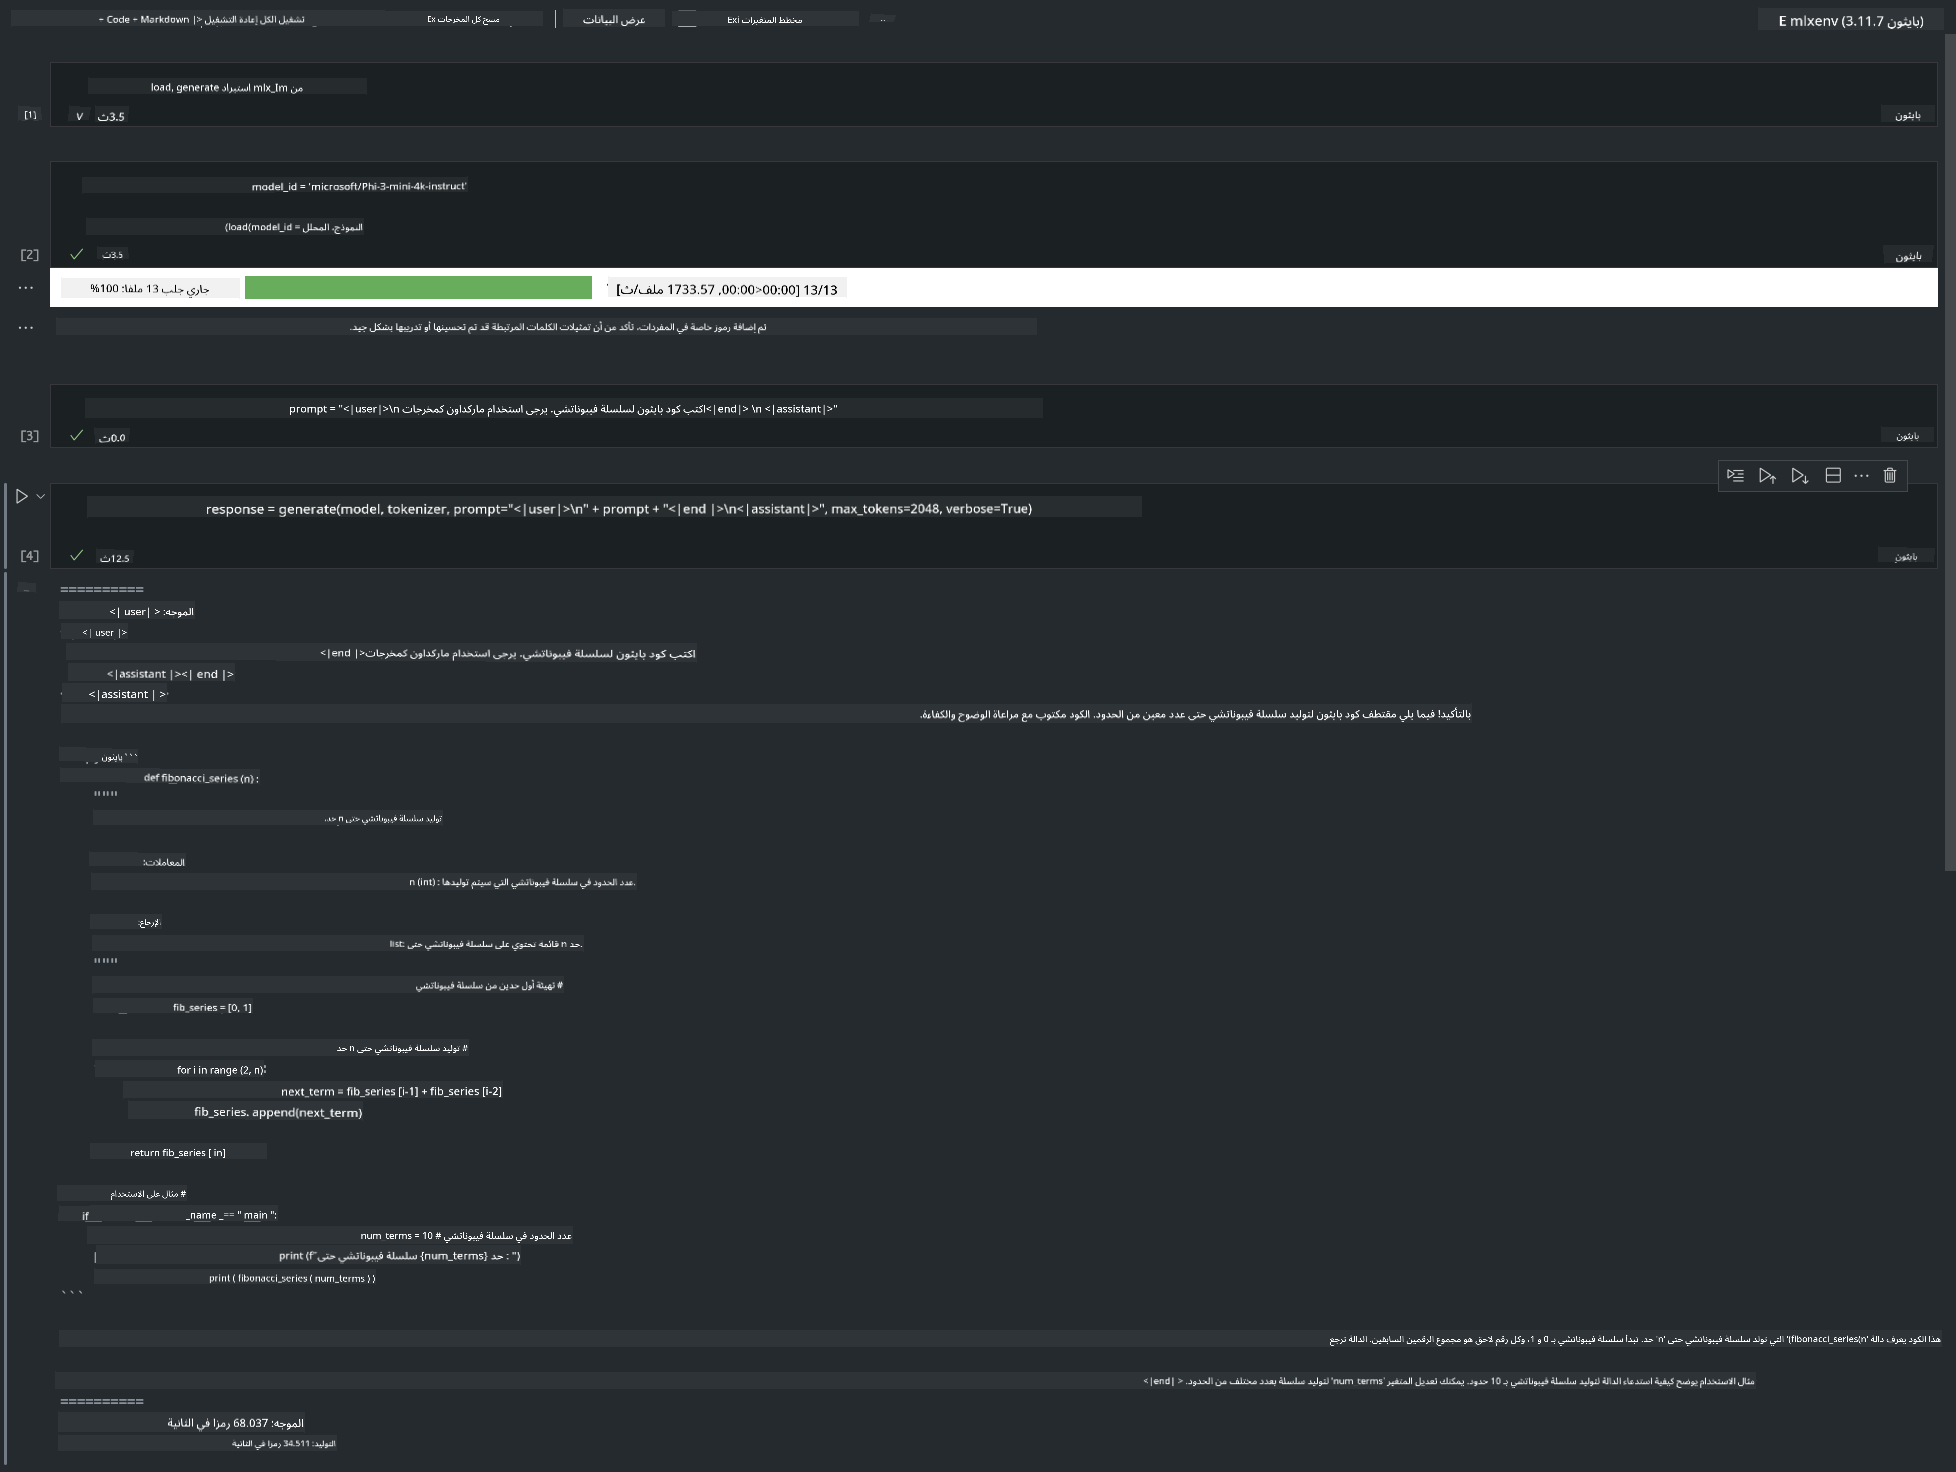 + Code + Markdown |> تشغيل الكل إعادة التشغيل مسح كل المخرجات Ex عرض البيانات مخطط المتغيرات Exi ..
E mlxenv (3.11.7 بايثون)
من mlx_lm استيراد load, generate
[1] v 3.5ث بايثون
model_id = 'microsoft/Phi-3-mini-4k-instruct'
النموذج، المحلل = load(model_id)
[2] 3.5ث بايثون
جاري جلب 13 ملفا: 100% 13/13 [00:00<00:00, 1733.57 ملف/ث]
تم إضافة رموز خاصة في المفردات، تأكد من أن تمثيلات الكلمات المرتبطة قد تم تحسينها أو تدريبها بشكل جيد.
prompt = "<|user|>\n اكتب كود بايثون لسلسلة فيبوناتشي. يرجى استخدام ماركداون كمخرجات<|end|> \n <|assistant|>"
[3] 0.0ث بايثون
response = generate(model, tokenizer, prompt="<|user|>\n" + prompt + "<|end |>\n<|assistant|>", max_tokens=2048, verbose=True)
[4] 12.5ث بايثون
==========
الموجه: < |user |>
<| user |>
اكتب كود بايثون لسلسلة فيبوناتشي. يرجى استخدام ماركداون كمخرجات<| end|>
<|assistant |><| end |>
<|assistant | >
بالتأكيد! فيما يلي مقتطف كود بايثون لتوليد سلسلة فيبوناتشي حتى عدد معين من الحدود. الكود مكتوب مع مراعاة الوضوح والكفاءة.
``` بايثون
def fibonacci_series (n) :
"""
توليد سلسلة فيبوناتشي حتى n حد.
المعاملات:
n (int) : عدد الحدود في سلسلة فيبوناتشي التي سيتم توليدها.
الإرجاع:
list: قائمة تحتوي على سلسلة فيبوناتشي حتى n حد.
"""
# تهيئة أول حدين من سلسلة فيبوناتشي
fib_series = [0, 1]
# توليد سلسلة فيبوناتشي حتى n حد
for i in range (2, n):
next_term = fib_series [i-1] + fib_series [i-2]
fib_series. append(next_term)
return fib_series [ in]
# مثال على الاستخدام
if__ _name _== " main ":
num_terms = 10 # عدد الحدود في سلسلة فيبوناتشي
print (f"سلسلة فيبوناتشي حتى {num_terms} حد : ")
print ( fibonacci_series ( num_terms ) )
```
هذا الكود يعرف دالة 'fibonacci_series(n)' التي تولد سلسلة فيبوناتشي حتى 'n' حد. تبدأ سلسلة فيبوناتشي بـ 0 و 1، وكل رقم لاحق هو مجموع الرقمين السابقين. الدالة ترجع
مثال الاستخدام يوضح كيفية استدعاء الدالة لتوليد سلسلة فيبوناتشي بـ 10 حدود. يمكنك تعديل المتغير 'num_terms' لتوليد سلسلة بعدد مختلف من الحدود. < |end| >
==========
الموجه: 68.037 رمزا في الثانية
التوليد: 34.511 رمزا في الثانية